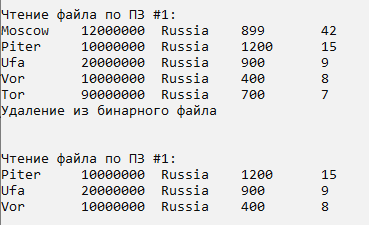 Чтение файла по ПЗ #1:
Moscow 12000000 Russia 899 42
Piter 10000000 Russia 1200 15
Ufa 20000000 Russia 900 9
Vor 10000000 Russia 400 8
Tor 90000000 Russia 700 7
Удаление из бинарного файла
Чтение файла по ПЗ #1:
Piter 10000000 Russia 1200 15
Ufa 20000000 Russia 900 9
Vor 10000000 Russia 400 8